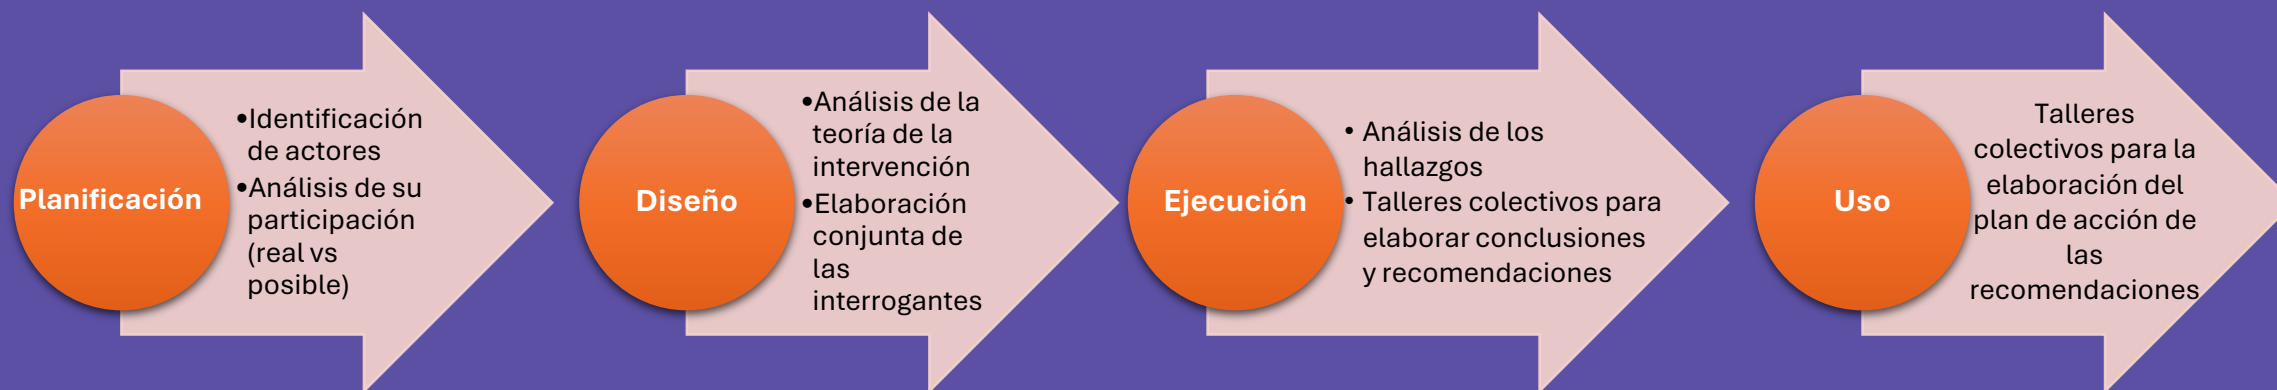 Planificación
•Identificación
de actores
•Análisis de su
participación
(real vs
posible)
Diseño
•Análisis de la
teoría de la
intervención
•Elaboración
conjunta de
las
interrogantes
Ejecución
• Análisis de los
hallazgos
• Talleres colectivos para
elaborar conclusiones
y recomendaciones
Uso
Talleres
colectivos para la
elaboración del
plan de acción de
las
recomendaciones